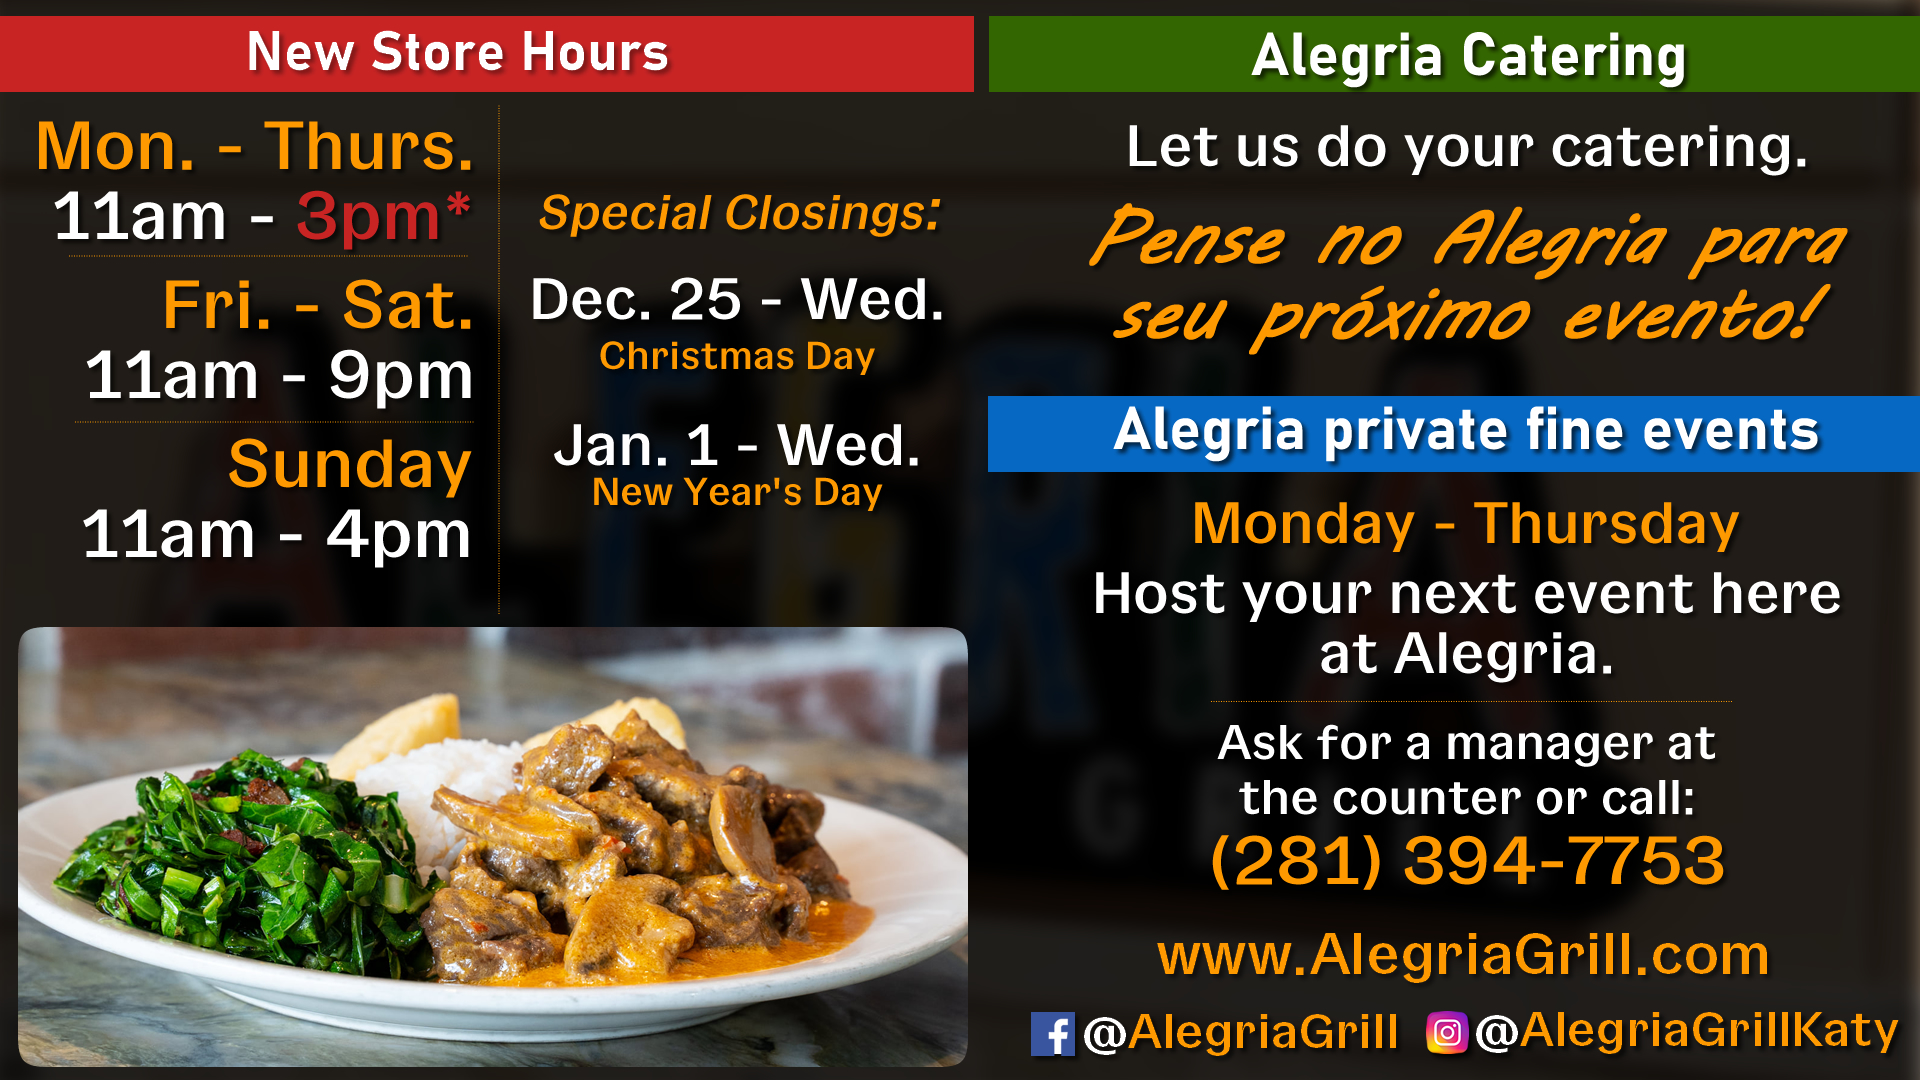 New Store Hours
Mon. - Thurs.
11am - 3pm*
Fri. - Sat.
11am - 9pm
Sunday
11am - 4pm
Special Closings:
Dec. 25 - Wed.
Christmas Day
Jan. 1 - Wed.
New Year's Day
Alegria Catering
Let us do your catering.
Pense no Alegria para
seu próximo evento!
Alegria private fine events
Monday - Thursday
Host your next event here
at Alegria.
Ask for a manager at
the counter or call:
(281) 394-7753
www.AlegriaGrill.com
@AlegriaGrill
@AlegriaGrillKaty